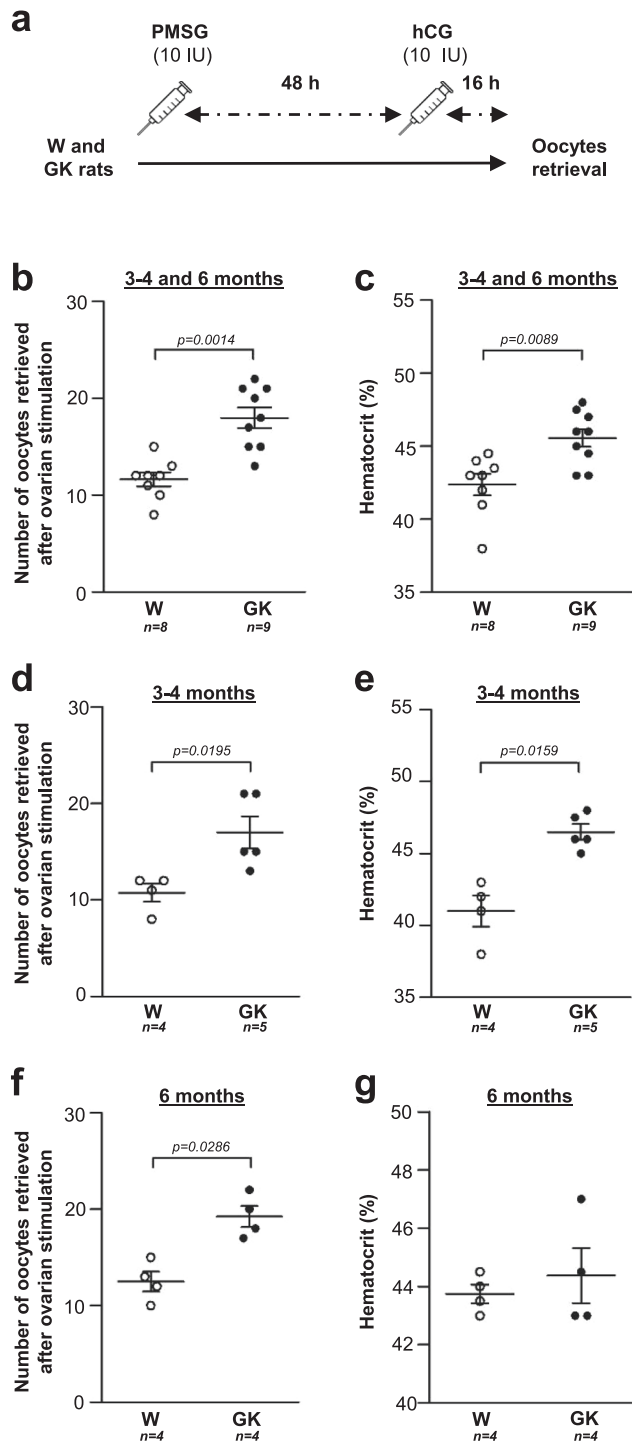 a
PMSG
(10 IU)
hCG
(10 IU)
48 h
16 h
W and
GK rats
Oocytes
retrieval
b
3-4 and 6 months
Number of oocytes retrieved
after ovarian stimulation
30
20
10
0
p=0.0014
W
GK
n=8
n=9
c
3-4 and 6 months
Hematocrit (%)
55
50
45
42
35
p=0.0089
W
GK
n=8
n=9
d
3-4 months
Number of oocytes retrieved
after ovarian stimulation
30
20
10
0
p=0.0195
W
GK
n=4
n=5
e
3-4 months
Hematocrit (%)
55
50
45
40
35
p=0.0159
W
GK
n=4
n=5
f
6 months
Number of oocytes retrieved
after ovarian stimulation
30
20
10
0
p=0.0286
W
GK
n=4
n=4
g
6 months
Hematocrit (%)
50
48
46
44
42
40
W
GK
n=4
n=4